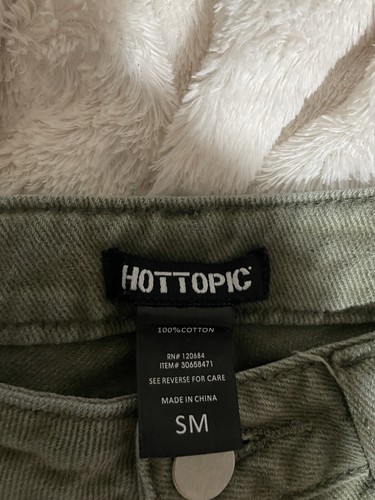 HOTTOPIC
100%COTTON
RN# 120684
ITEM# 30658471
SEE REVERSE FOR CARE
MADE IN CHINA
SM